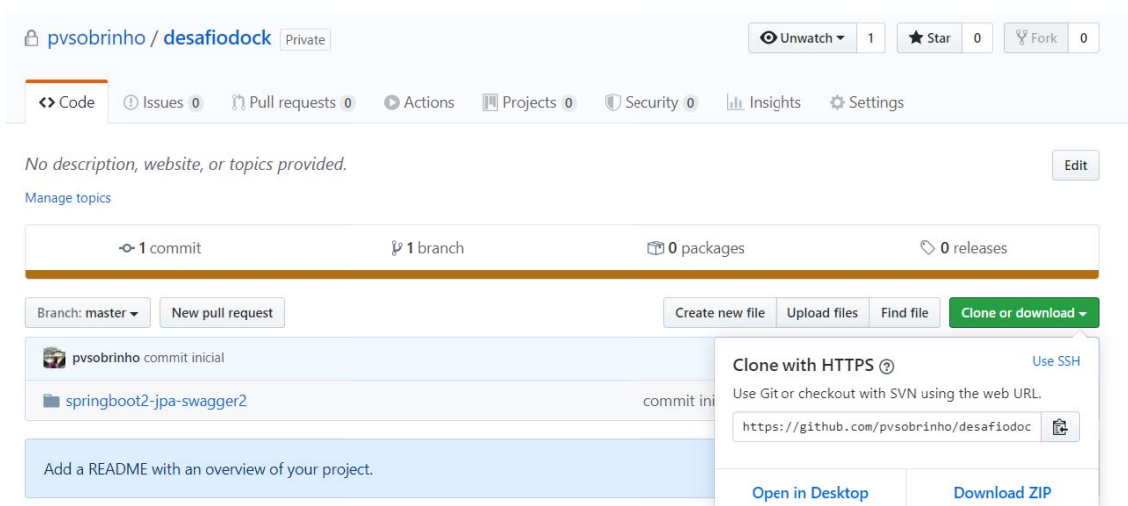 pvsobrinho / desafiodock Private
Unwatch 1 Star 0 Fork 0
Code Issues 0 Pull requests 0 Actions Projects 0 Security 0 Insights Settings
No description, website, or topics provided.
Edit
Manage topics
1 commit 1 branch 0 packages 0 releases
Branch: master New pull request Create new file Upload files Find file Clone or download
pvsobrinho commit inicial
Clone with HTTPS Use SSH
Use Git or checkout with SVN using the web URL.
springboot2-jpa-swagger2 commit ini
https://github.com/pvsobrinho/desafiodoc
Add a README with an overview of your project.
Open in Desktop Download ZIP